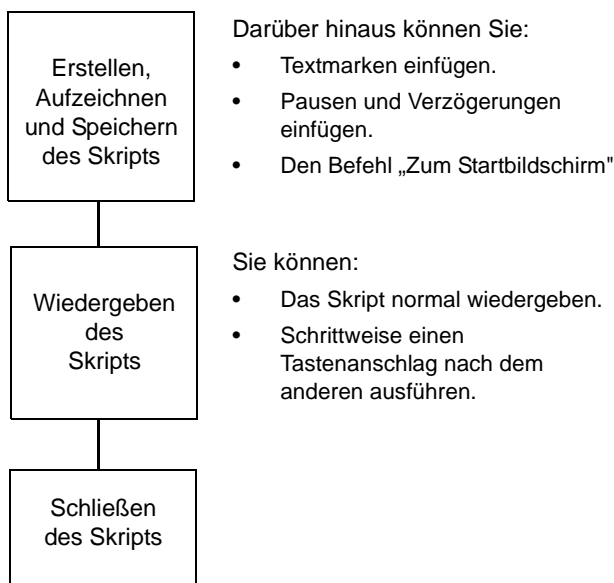 Erstellen,
Aufzeichnen
und Speichern
des Skripts
Darüber hinaus können Sie:
• Textmarken einfügen.
• Pausen und Verzögerungen
einfügen.
• Den Befehl „Zum Startbildschirm"
Wiedergeben
des
Skripts
Sie können:
• Das Skript normal wiedergeben.
• Schrittweise einen
Tastenanschlag nach dem
anderen ausführen.
Schließen
des Skripts